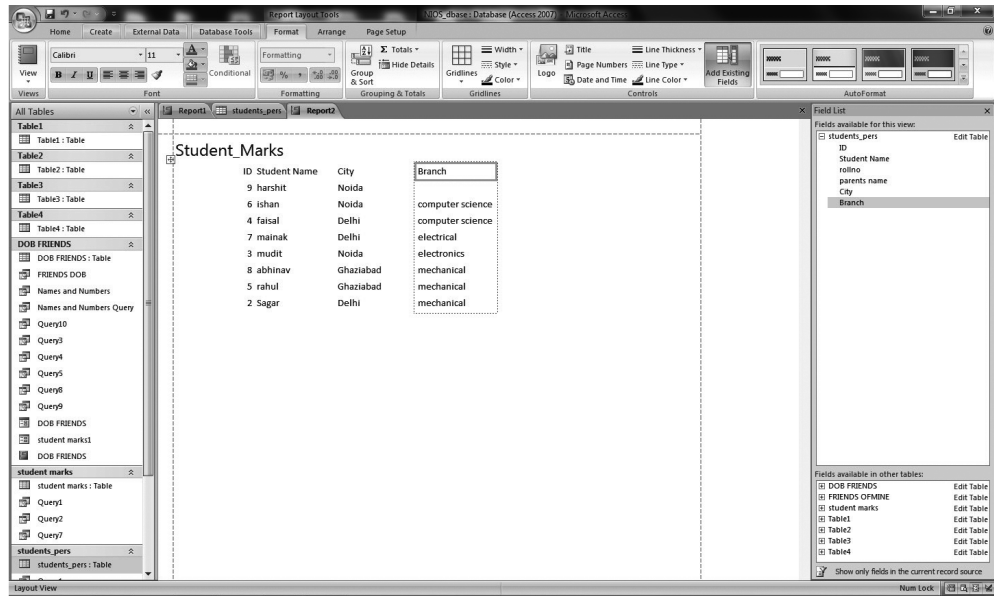 Report Layout Tools
NIOS_dbase : Database (Access 2007) - Microsoft Access
Home Create External Data Database Tools Format Arrange Page Setup
View
Views
Calibri 11
B I U
Conditional
Font
Formatting
% ,
Formatting
Group & Sort
Σ Totals
Hide Details
Grouping & Totals
Gridlines
Width
Style
Color
Gridlines
Logo
Title
Page Numbers
Date and Time
Line Thickness
Line Type
Line Color
Controls
Add Existing Fields
AutoFormat
All Tables
Table1
Table1 : Table
Table2
Table2 : Table
Table3
Table3 : Table
Table4
Table4 : Table
DOB FRIENDS
DOB FRIENDS : Table
FRIENDS DOB
Names and Numbers
Names and Numbers Query
Query10
Query3
Query4
Query5
Query8
Query9
DOB FRIENDS
student marks1
DOB FRIENDS
student marks
student marks : Table
Query1
Query2
Query7
students_pers
students_pers : Table
Report1 students_pers Report2
Student_Marks
ID Student Name City Branch
9 harshit Noida
6 ishan Noida computer science
4 faisal Delhi computer science
7 mainak Delhi electrical
3 mudit Noida electronics
8 abhinav Ghaziabad mechanical
5 rahul Ghaziabad mechanical
2 Sagar Delhi mechanical
Field List
Fields available for this view:
students_pers Edit Table
ID
Student Name
rollno
parents name
City
Branch
Fields available in other tables:
DOB FRIENDS Edit Table
FRIENDS OFMINE Edit Table
student marks Edit Table
Table1 Edit Table
Table2 Edit Table
Table3 Edit Table
Table4 Edit Table
Show only fields in the current record source
Layout View
Num Lock